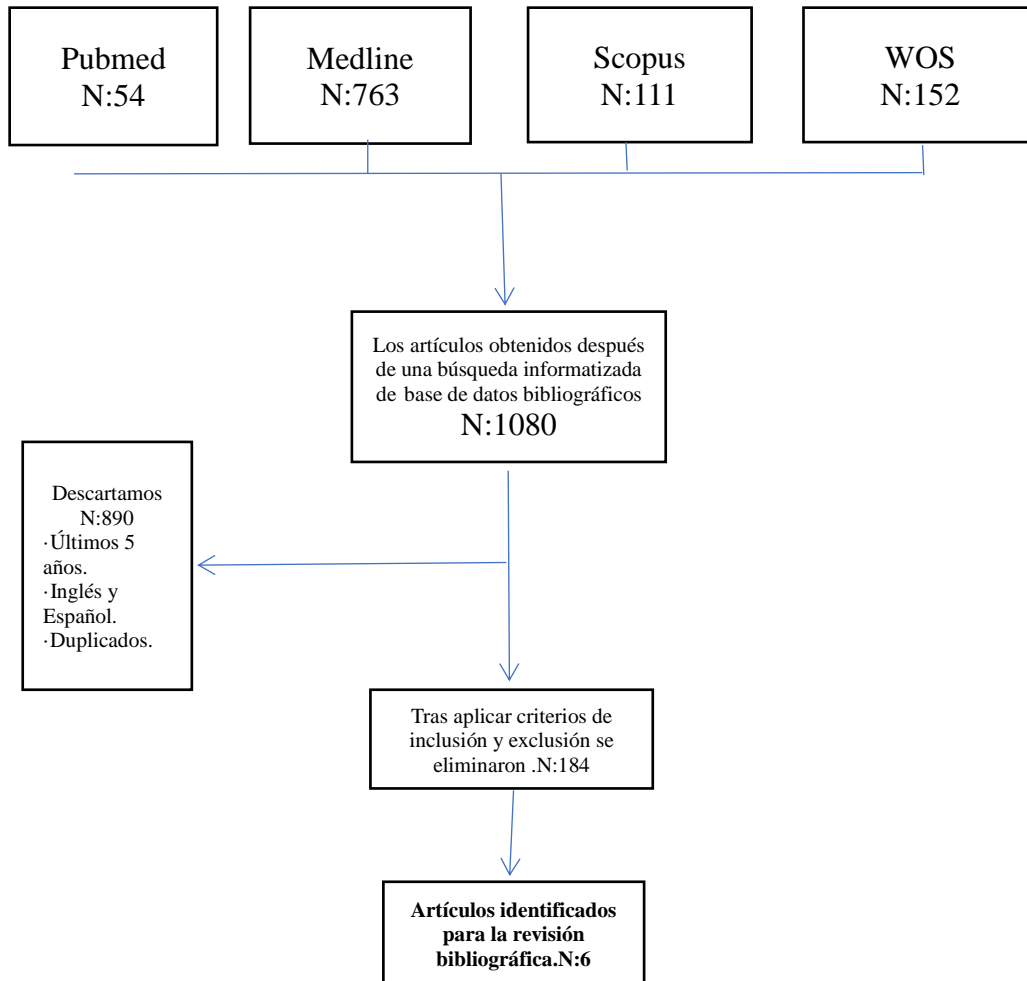 Pubmed
N:54
Medline
N:763
Scopus
N:111
WOS
N:152
Los artículos obtenidos después
de una búsqueda informatizada
de base de datos bibliográficos
N:1080
Descartamos
N:890
·Últimos 5
años.
·Inglés y
Español.
·Duplicados.
Tras aplicar criterios de
inclusión y exclusión se
eliminaron .N:184
Artículos identificados
para la revisión
bibliográfica.N:6